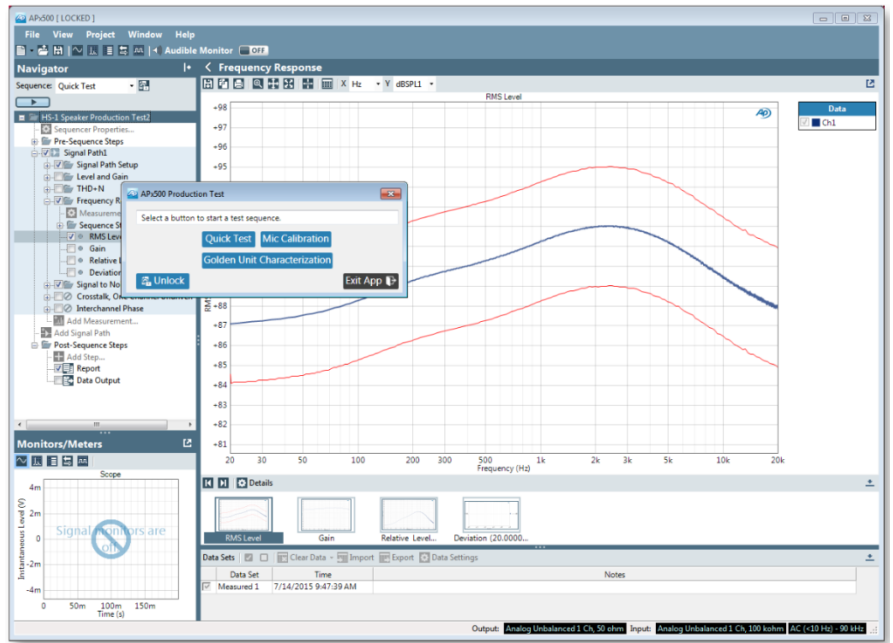 APx500 [ LOCKED ]
File View Project Window Help
Audible Monitor OFF
Navigator
Sequence: Quick Test
HS-1 Speaker Production Test2
Sequencer Properties...
Pre-Sequence Steps
Signal Path1
Signal Path Setup
Level and Gain
THD+N
Frequency R
Measureme
Sequence St
RMS Leve
Gain
Relative L
Deviation
Signal to No
Crosstalk, One Channel
Interchannel Phase
Add Measurement...
Add Signal Path
Post-Sequence Steps
Add Step...
Report
Data Output
Monitors/Meters
Scope
Instantaneous Level (V)
4m
2m
0
-2m
-4m
Signal monitors are
off
0 50m 100m 150m
Time (s)
Frequency Response
X Hz Y dBSPL1
RMS Level
+98
+97
+96
+95
+88
+87
+86
+85
+84
+83
+82
+81
20 30 50 100 200 300 500 1k 2k 3k 5k 10k 20k
Frequency (Hz)
AP
Data
Ch1
APx500 Production Test
Select a button to start a test sequence.
Quick Test Mic Calibration
Golden Unit Characterization
Unlock Exit App
Details
RMS Level Gain Relative Level... Deviation (20.0000...
Data Sets Clear Data Import Export Data Settings
Data Set Time Notes
Measured 1 7/14/2015 9:47:39 AM
Output: Analog Unbalanced 1 Ch, 50 ohm Input: Analog Unbalanced 1 Ch, 100 kohm AC (<10 Hz) - 90 kHz